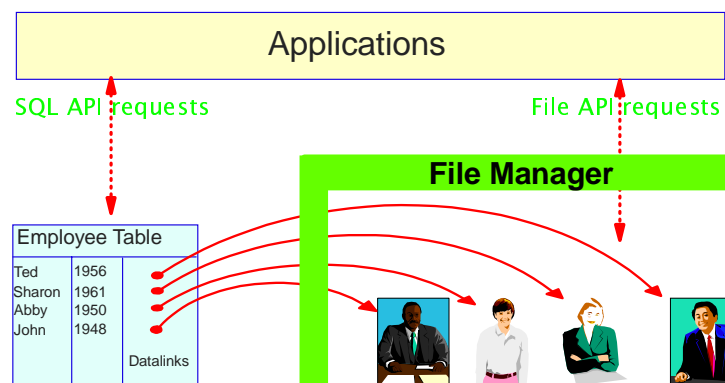 Applications
SQL API requests
File API requests
File Manager
Employee Table
Ted 1956
Sharon 1961
Abby 1950
John 1948
Datalinks